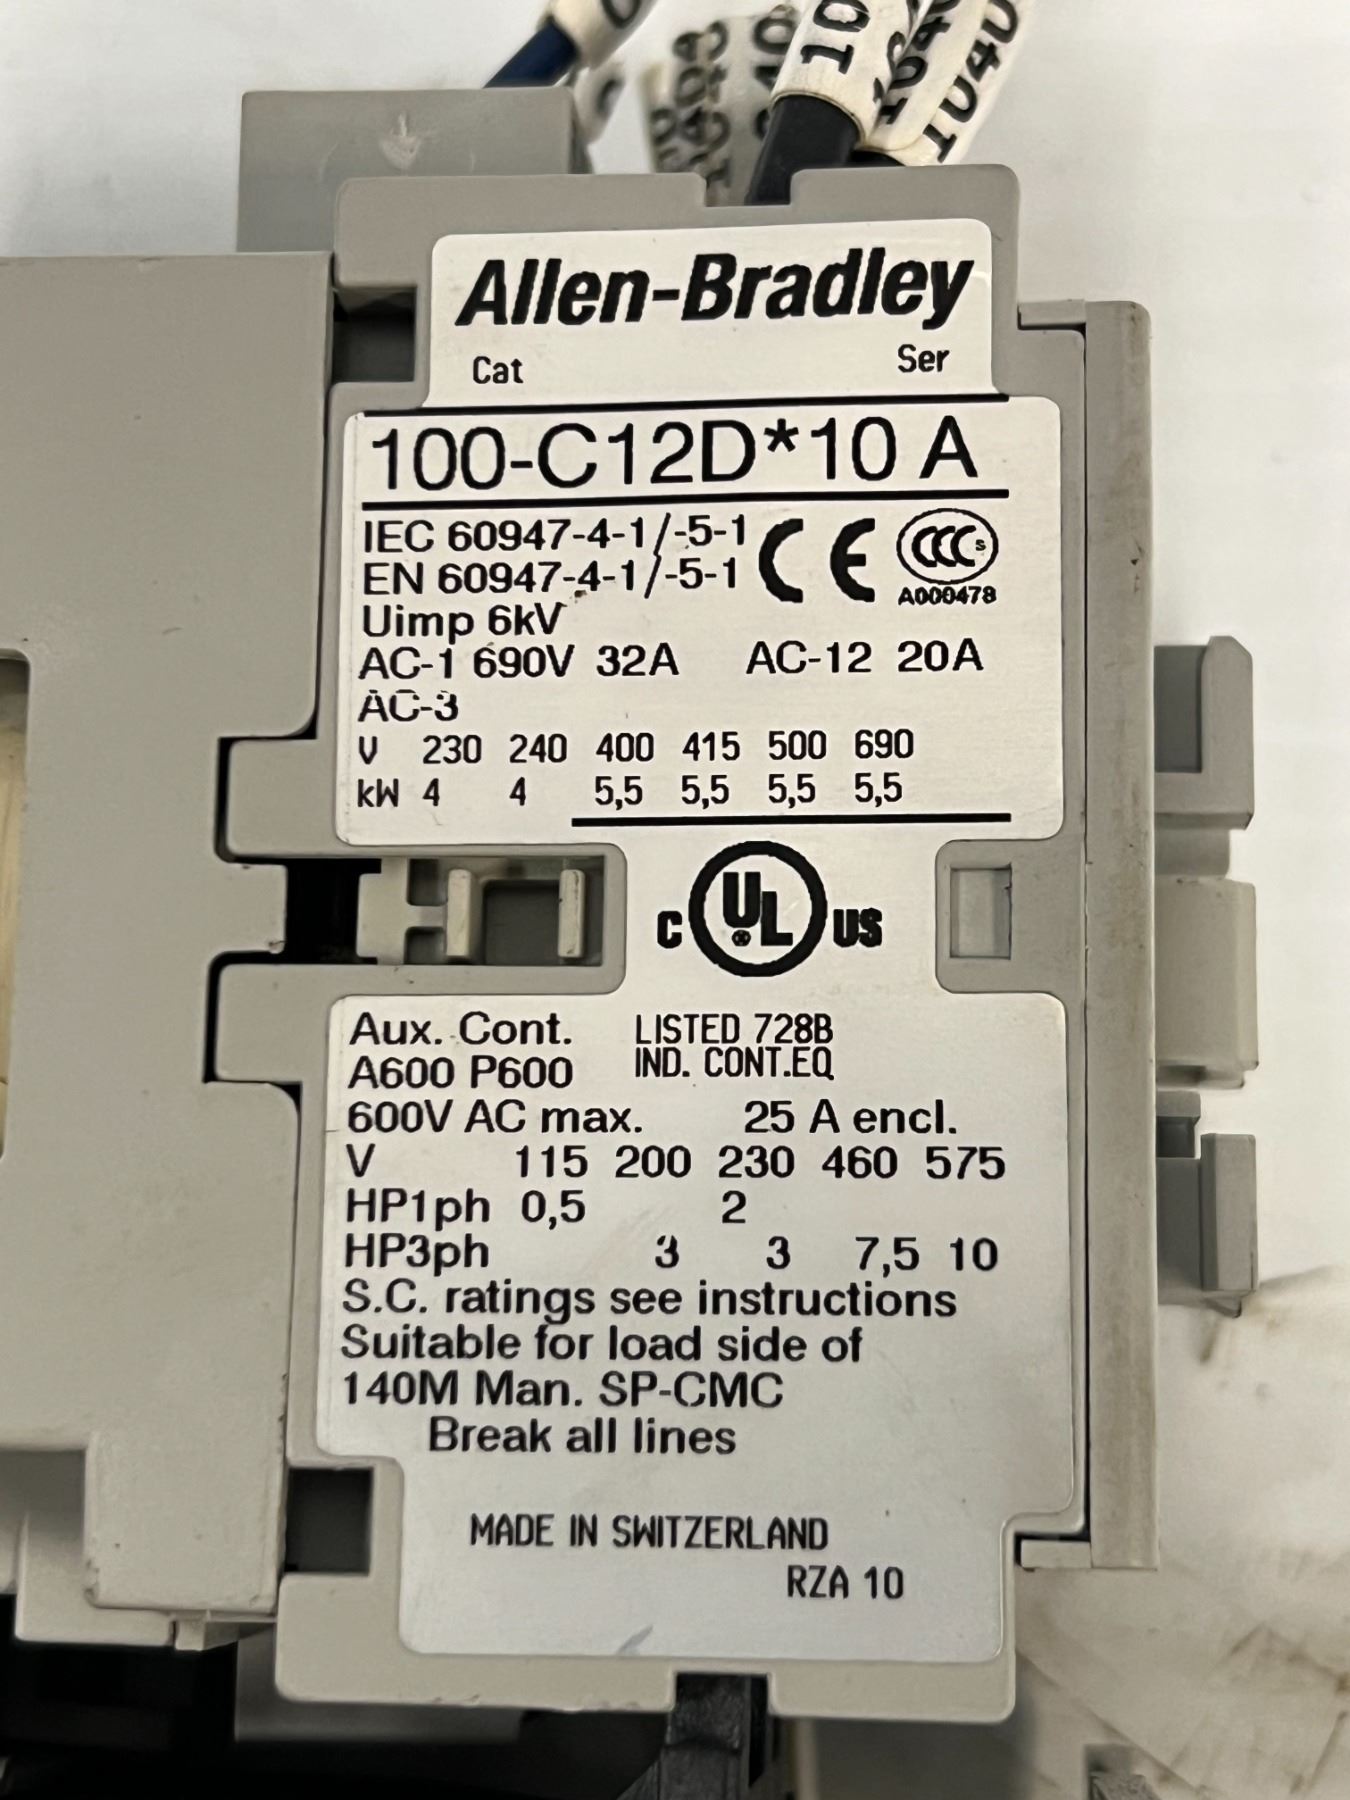 Allen-Bradley
Cat Ser
100-C12D*10 A
IEC 60947-4-1/-5-1
EN 60947-4-1/-5-1
CE
CCC S
A000478
Uimp 6kV
AC-1 690V 32A AC-12 20A
AC-3
V 230 240 400 415 500 690
kW 4 4 5,5 5,5 5,5 5,5
C UL US
Aux. Cont. LISTED 728B
A600 P600 IND. CONT.EQ
600V AC max. 25 A encl.
V 115 200 230 460 575
HP1ph 0,5 2
HP3ph 3 3 7,5 10
S.C. ratings see instructions
Suitable for load side of
140M Man. SP-CMC
Break all lines
MADE IN SWITZERLAND
RZA 10